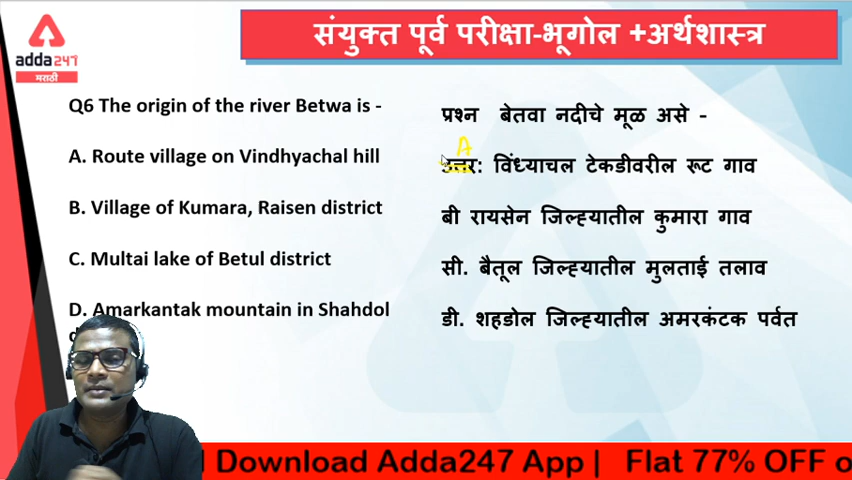 संयुक्त पूर्व परीक्षा-भूगोल +अर्थशास्त्र
adda247
मराठी
Q6 The origin of the river Betwa is -
A. Route village on Vindhyachal hill
B. Village of Kumara, Raisen district
C. Multai lake of Betul district
D. Amarkantak mountain in Shahdol
प्रश्न बेतवा नदीचे मूळ असे -
A
उत्तर: विंध्याचल टेकडीवरील रूट गाव
बी रायसेन जिल्ह्यातील कुमारा गाव
सी. बैतूल जिल्ह्यातील मुलताई तलाव
डी. शहडोल जिल्ह्यातील अमरकंटक पर्वत
Download Adda247 App | Flat 77% OFF